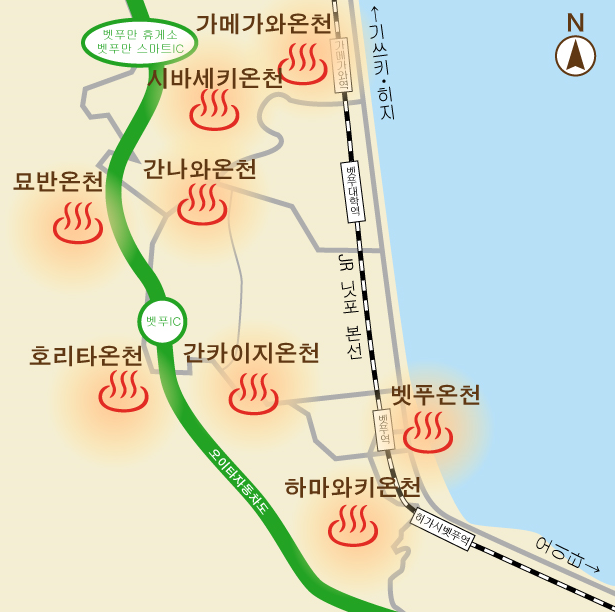 가메가와온천
N
벳푸만 휴게소
벳푸만 스마트IC
←기쓰키・히지
가메가와역
시바세키온천
간나와온천
묘반온천
벳푸대학역
JR 닛포 본선
벳푸IC
호리타온천
간카이지온천
벳푸온천
벳푸역
오이타자동차도
하마와키온천
히가시벳푸역
오이타→